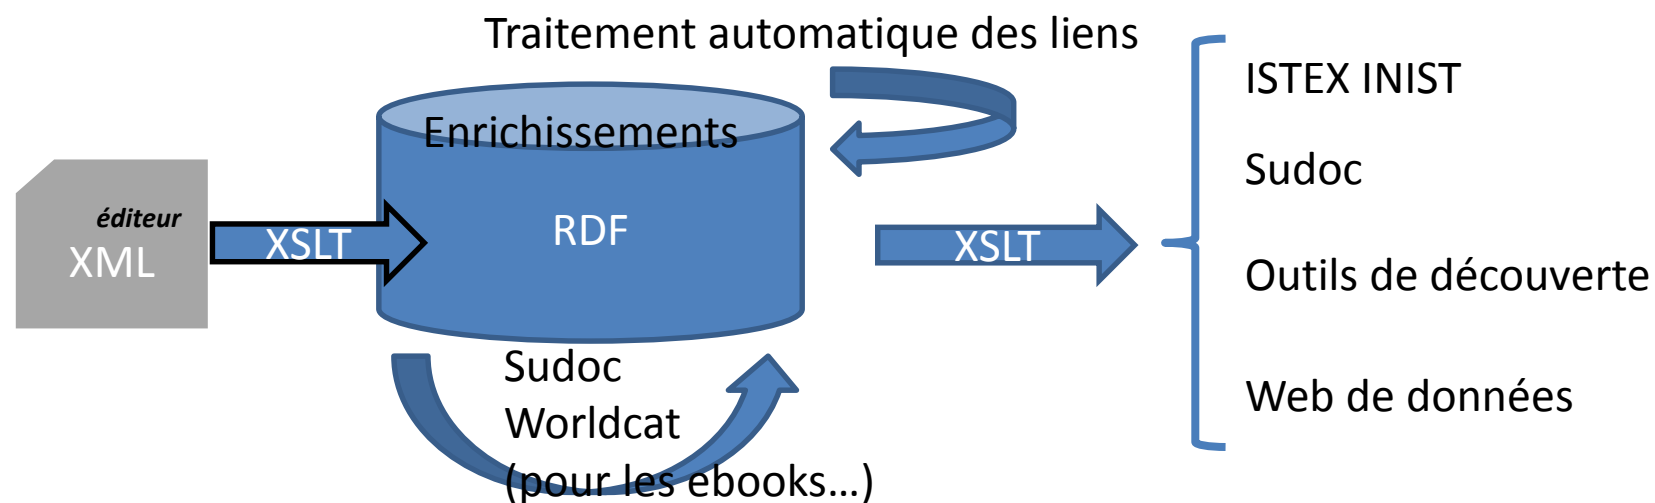 Traitement automatique des liens
Enrichissements
éditeur
XML
XSLT
RDF
XSLT
Sudoc
Worldcat
(pour les ebooks…)
ISTEX INIST
Sudoc
Outils de découverte
Web de données